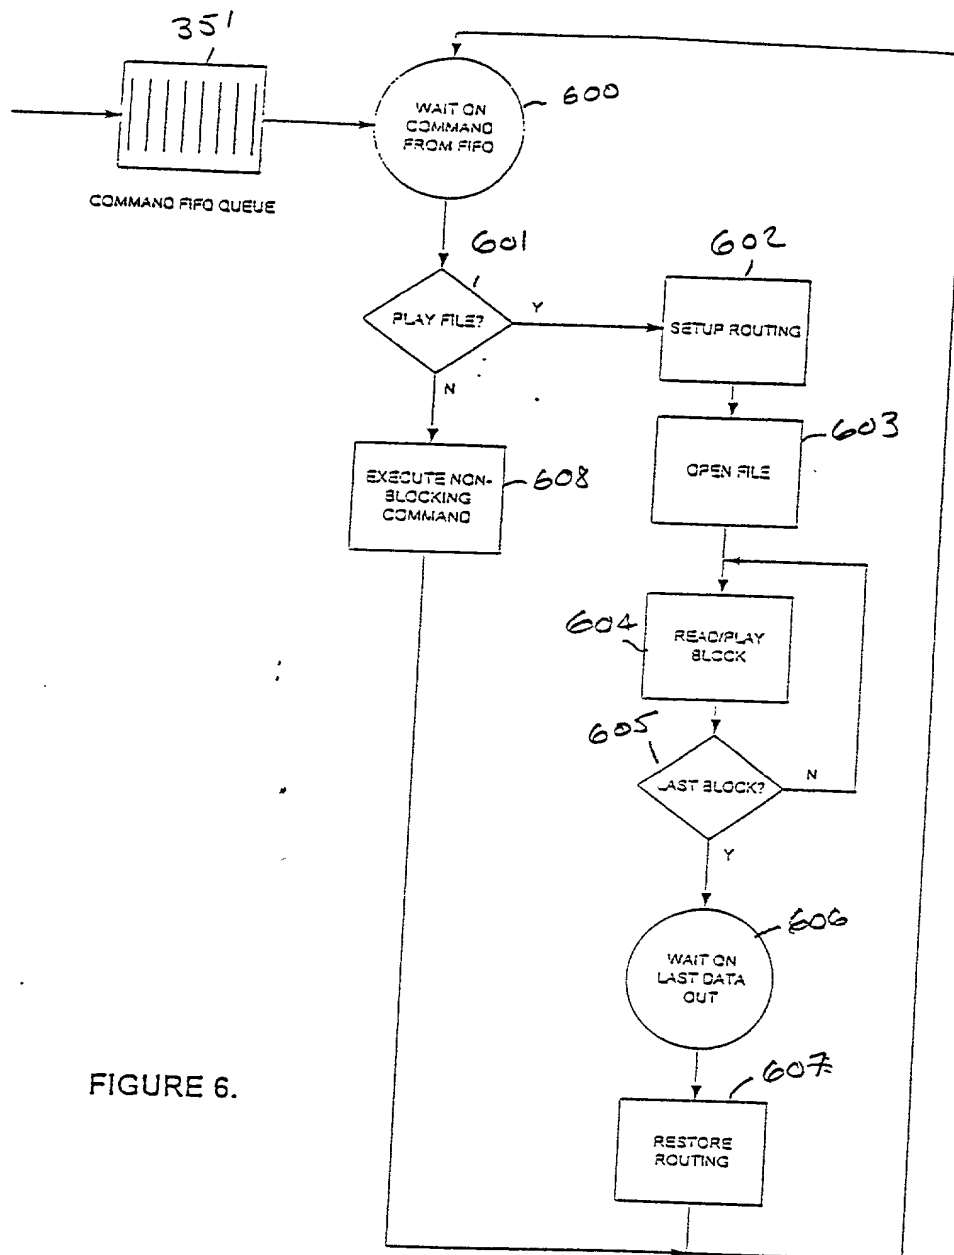 351
600
WAIT ON
COMMAND
FROM FIFO
COMMAND FIFO QUEUE
601
602
PLAY FILE?
Y
SETUP ROUTING
N
603
OPEN FILE
EXECUTE NON-
BLOCKING
COMMAND
608
604
READ/PLAY
BLOCK
605
LAST BLOCK?
N
Y
606
WAIT ON
LAST DATA
OUT
607
RESTORE
ROUTING
FIGURE 6.